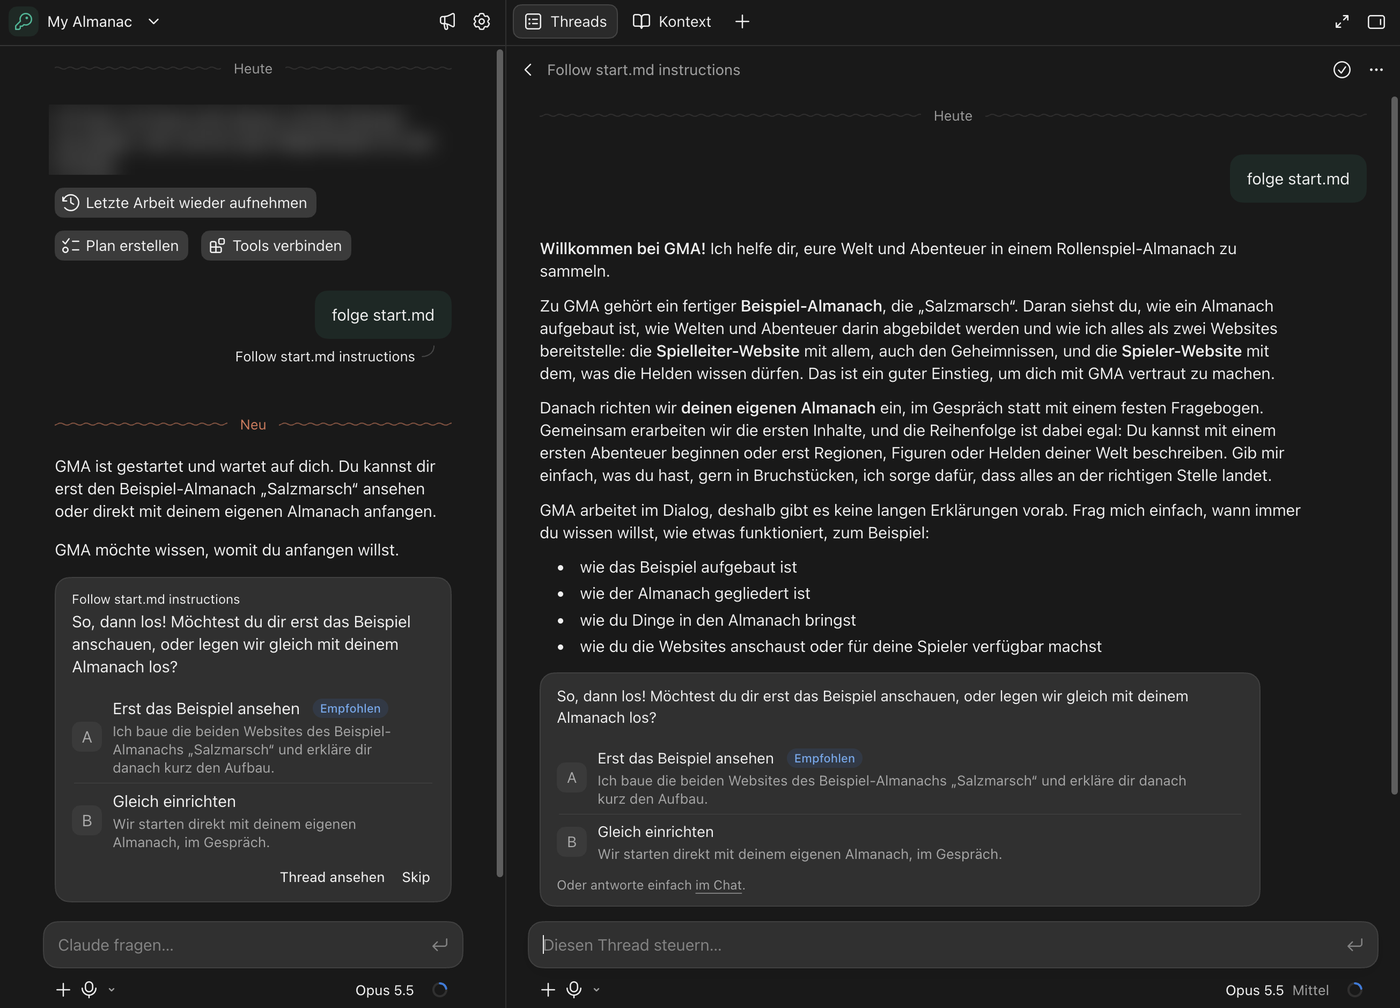 My Almanac
Heute
Letzte Arbeit wieder aufnehmen
Plan erstellen
Tools verbinden
folge start.md
Follow start.md instructions
Neu
GMA ist gestartet und wartet auf dich. Du kannst dir
erst den Beispiel-Almanach „Salzmarsch“ ansehen
oder direkt mit deinem eigenen Almanach anfangen.
GMA möchte wissen, womit du anfangen willst.
Follow start.md instructions
So, dann los! Möchtest du dir erst das Beispiel
anschauen, oder legen wir gleich mit deinem
Almanach los?
Erst das Beispiel ansehen Empfohlen
A
Ich baue die beiden Websites des Beispiel-
Almanachs „Salzmarsch“ und erkläre dir
danach kurz den Aufbau.
Gleich einrichten
B
Wir starten direkt mit deinem eigenen
Almanach, im Gespräch.
Thread ansehen Skip
Claude fragen...
Opus 5.5
Threads
Kontext
Follow start.md instructions
Heute
folge start.md
Willkommen bei GMA! Ich helfe dir, eure Welt und Abenteuer in einem Rollenspiel-Almanach zu
sammeln.
Zu GMA gehört ein fertiger Beispiel-Almanach, die „Salzmarsch“. Daran siehst du, wie ein Almanach
aufgebaut ist, wie Welten und Abenteuer darin abgebildet werden und wie ich alles als zwei Websites
bereitstelle: die Spielleiter-Website mit allem, auch den Geheimnissen, und die Spieler-Website mit
dem, was die Helden wissen dürfen. Das ist ein guter Einstieg, um dich mit GMA vertraut zu machen.
Danach richten wir deinen eigenen Almanach ein, im Gespräch statt mit einem festen Fragebogen.
Gemeinsam erarbeiten wir die ersten Inhalte, und die Reihenfolge ist dabei egal: Du kannst mit einem
ersten Abenteuer beginnen oder erst Regionen, Figuren oder Helden deiner Welt beschreiben. Gib mir
einfach, was du hast, gern in Bruchstücken, ich sorge dafür, dass alles an der richtigen Stelle landet.
GMA arbeitet im Dialog, deshalb gibt es keine langen Erklärungen vorab. Frag mich einfach, wann immer
du wissen willst, wie etwas funktioniert, zum Beispiel:
• wie das Beispiel aufgebaut ist
• wie der Almanach gegliedert ist
• wie du Dinge in den Almanach bringst
• wie du die Websites anschaust oder für deine Spieler verfügbar machst
So, dann los! Möchtest du dir erst das Beispiel anschauen, oder legen wir gleich mit deinem
Almanach los?
Erst das Beispiel ansehen Empfohlen
A
Ich baue die beiden Websites des Beispiel-Almanachs „Salzmarsch“ und erkläre dir danach
kurz den Aufbau.
Gleich einrichten
B
Wir starten direkt mit deinem eigenen Almanach, im Gespräch.
Oder antworte einfach im Chat.
Diesen Thread steuern...
Opus 5.5 Mittel